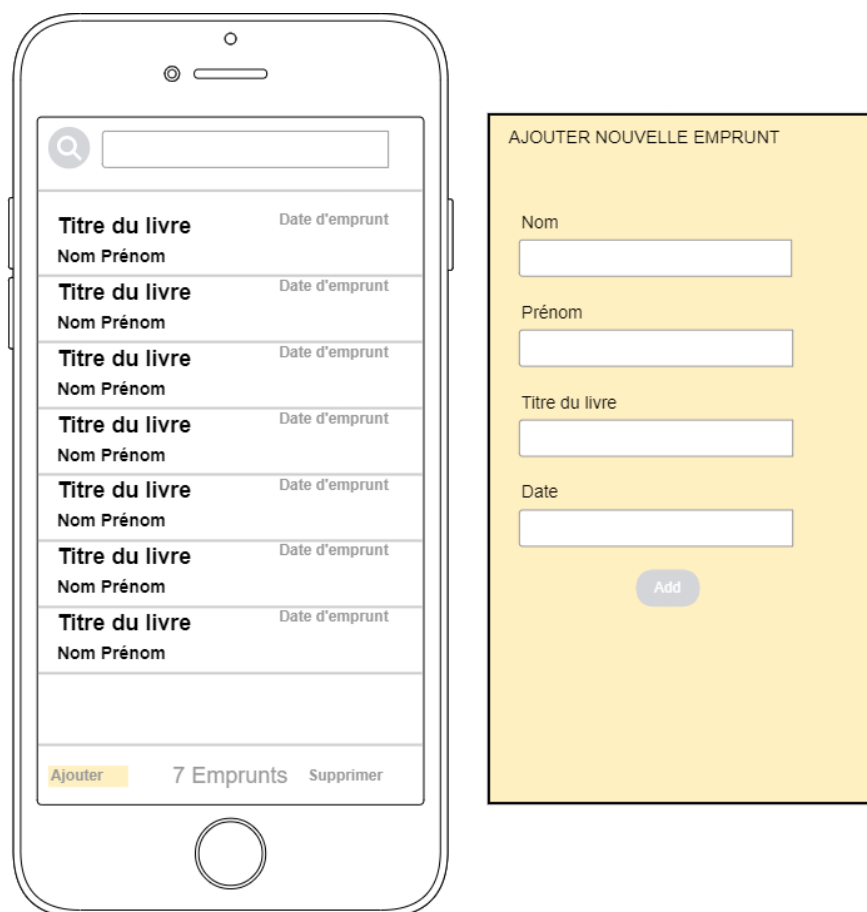 Titre du livre Date d'emprunt
Nom Prénom
Titre du livre Date d'emprunt
Nom Prénom
Titre du livre Date d'emprunt
Nom Prénom
Titre du livre Date d'emprunt
Nom Prénom
Titre du livre Date d'emprunt
Nom Prénom
Titre du livre Date d'emprunt
Nom Prénom
Titre du livre Date d'emprunt
Nom Prénom
Ajouter 7 Emprunts Supprimer
AJOUTER NOUVELLE EMPRUNT
Nom
Prénom
Titre du livre
Date
Add